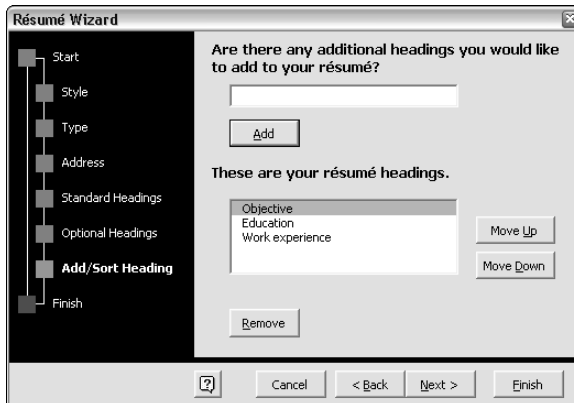 Résumé Wizard
Start
Style
Type
Address
Standard Headings
Optional Headings
Add/Sort Heading
Finish
Are there any additional headings you would like
to add to your résumé?
Add
These are your résumé headings.
Objective
Education
Work experience
Move Up
Move Down
Remove
? Cancel < Back Next > Finish